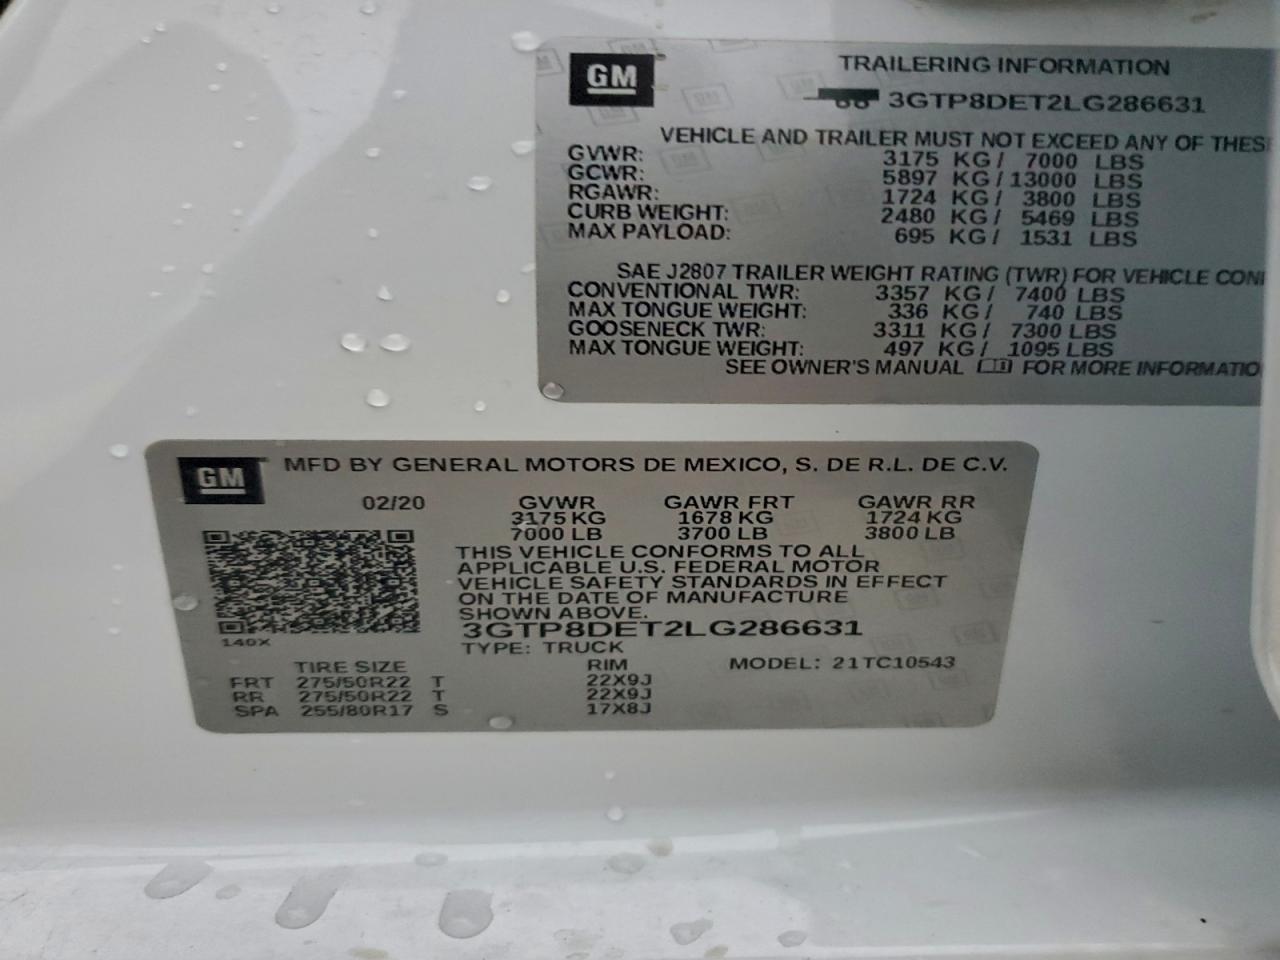 GM TRAILERING INFORMATION
3GTP8DET2LG286631
VEHICLE AND TRAILER MUST NOT EXCEED ANY OF THESE
GVWR: 3175 KG / 7000 LBS
GCWR: 5897 KG / 13000 LBS
RGAWR: 1724 KG / 3800 LBS
CURB WEIGHT: 2480 KG / 5469 LBS
MAX PAYLOAD: 695 KG / 1531 LBS
SAE J2807 TRAILER WEIGHT RATING (TWR) FOR VEHICLE
CONVENTIONAL TWR: 3357 KG / 7400 LBS
MAX TONGUE WEIGHT: 336 KG / 740 LBS
GOOSENECK TWR: 3311 KG / 7300 LBS
MAX TONGUE WEIGHT: 497 KG / 1095 LBS
SEE OWNER'S MANUAL FOR MORE INFORMATIO
GM MFD BY GENERAL MOTORS DE MEXICO, S. DE R.L. DE C.V.
02/20 GVWR GAWR FRT GAWR RR
3175 KG 1678 KG 1724 KG
7000 LB 3700 LB 3800 LB
THIS VEHICLE CONFORMS TO ALL
APPLICABLE U.S. FEDERAL MOTOR
VEHICLE SAFETY STANDARDS IN EFFECT
ON THE DATE OF MANUFACTURE
SHOWN ABOVE.
3GTP8DET2LG286631
140X
TYPE: TRUCK
TIRE SIZE RIM MODEL: 21TC10543
FRT 275/50R22 T 22X9J
RR 275/50R22 T 22X9J
SPA 255/80R17 S 17X8J